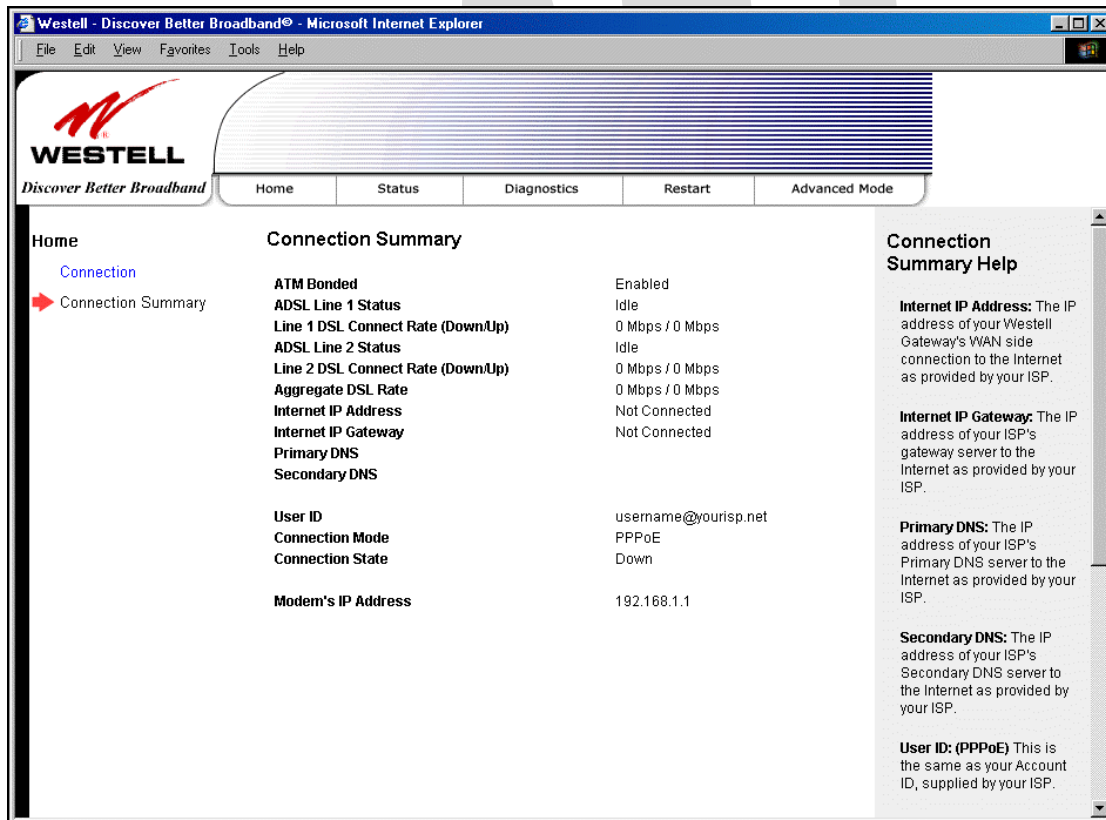 Westell - Discover Better Broadband® - Microsoft Internet Explorer
File Edit View Favorites Tools Help
WESTELL
Discover Better Broadband
Home Status Diagnostics Restart Advanced Mode
Home
Connection
Connection Summary
Connection Summary
ATM Bonded Enabled
ADSL Line 1 Status Idle
Line 1 DSL Connect Rate (Down/Up) 0 Mbps / 0 Mbps
ADSL Line 2 Status Idle
Line 2 DSL Connect Rate (Down/Up) 0 Mbps / 0 Mbps
Aggregate DSL Rate 0 Mbps / 0 Mbps
Internet IP Address Not Connected
Internet IP Gateway Not Connected
Primary DNS
Secondary DNS
User ID username@yourisp.net
Connection Mode PPPoE
Connection State Down
Modem's IP Address 192.168.1.1
Connection
Summary Help
Internet IP Address: The IP
address of your Westell
Gateway's WAN side
connection to the Internet
as provided by your ISP.
Internet IP Gateway: The IP
address of your ISP's
gateway server to the
Internet as provided by your
ISP.
Primary DNS: The IP
address of your ISP's
Primary DNS server to the
Internet as provided by your
ISP.
Secondary DNS: The IP
address of your ISP's
Secondary DNS server to
the Internet as provided by
your ISP.
User ID: (PPPoE) This is
the same as your Account
ID, supplied by your ISP.